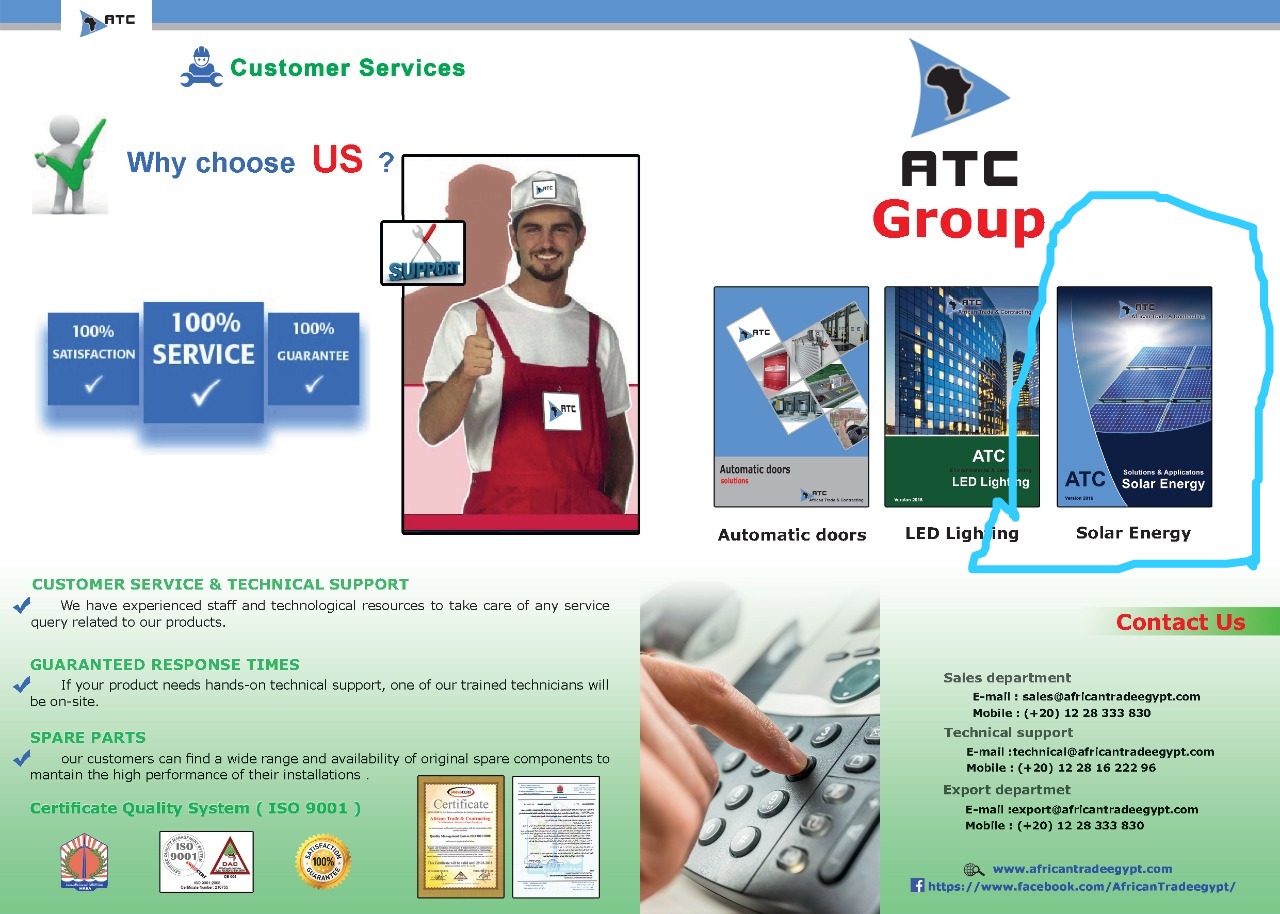 ATC
Customer Services
Why choose US ?
SUPPORT
100%
SATISFACTION
100%
SERVICE
100%
GUARANTEE
ATC
ATC
CUSTOMER SERVICE & TECHNICAL SUPPORT
We have experienced staff and technological resources to take care of any service
query related to our products.
GUARANTEED RESPONSE TIMES
If your product needs hands-on technical support, one of our trained technicians will
be on-site.
SPARE PARTS
our customers can find a wide range and availability of original spare components to
mantain the high performance of their installations .
Certificate Quality System ( ISO 9001 )
ISO
9001
DAC
ISO 9001:2008
SATISFACTION
100%
GUARANTEE
Certificate
African Trade & Contracting
ATC
Group
ATC
Automatic doors
solutions
ATC
African Trade & Contracting
Automatic doors
ATC
African Trade & Contracting
ATC
LED Lighting
Version 2016
LED Lighting
ATC
African Trade & Contracting
ATC
Solutions & Applicatons
Solar Energy
Version 2016
Solar Energy
Contact Us
Sales department
E-mail : sales@africantradeegypt.com
Mobile : (+20) 12 28 333 830
Technical support
E-mail :technical@africantradeegypt.com
Mobile : (+20) 12 28 16 222 96
Export departmet
E-mail :export@africantradeegypt.com
Mobile : (+20) 12 28 333 830
www.africantradeegypt.com
https://www.facebook.com/AfricanTradeegypt/